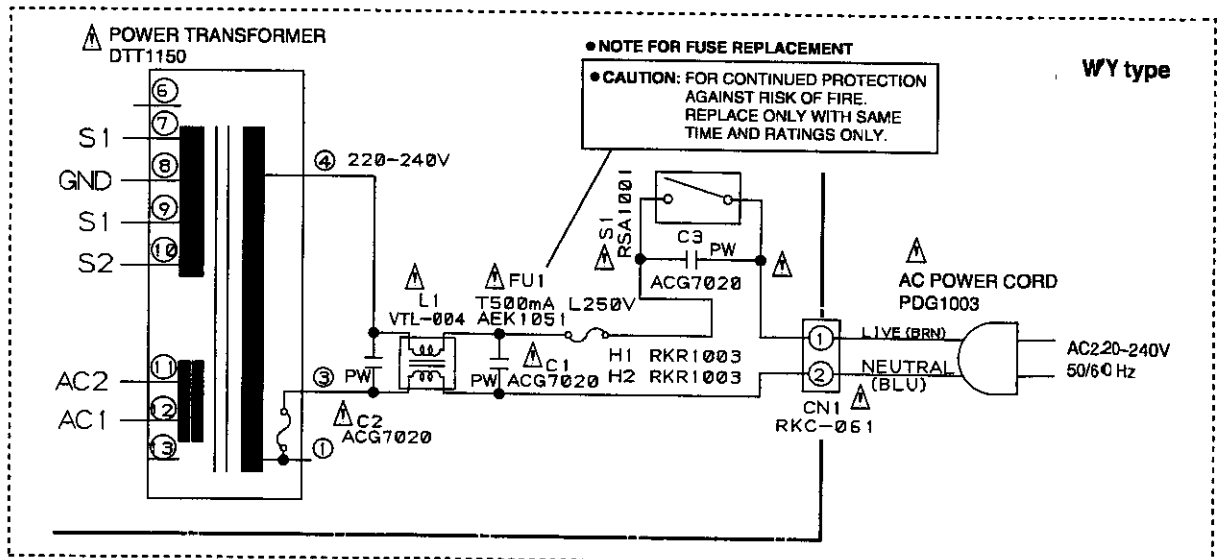 POWER TRANSFORMER
DTT1150
6
7
S1
8
GND
9
S1
10
S2
11
AC2
12
AC1
13
4 220-240V
3
1
● NOTE FOR FUSE REPLACEMENT
● CAUTION: FOR CONTINUED PROTECTION
AGAINST RISK OF FIRE.
REPLACE ONLY WITH SAME
TIME AND RATINGS ONLY.
WY type
S1
RSA1001
C3
PW
ACG7020
L1
VTL-004
FU1
T500mA L250V
AEK1051
PW
C2
ACG7020
PW
C1
ACG7020
H1 RKR1003
H2 RKR1003
AC POWER CORD
PDG1003
1
LIVE (BRN)
2
NEUTRAL
(BLU)
CN1
RKC-061
AC220-240V
50/60 Hz